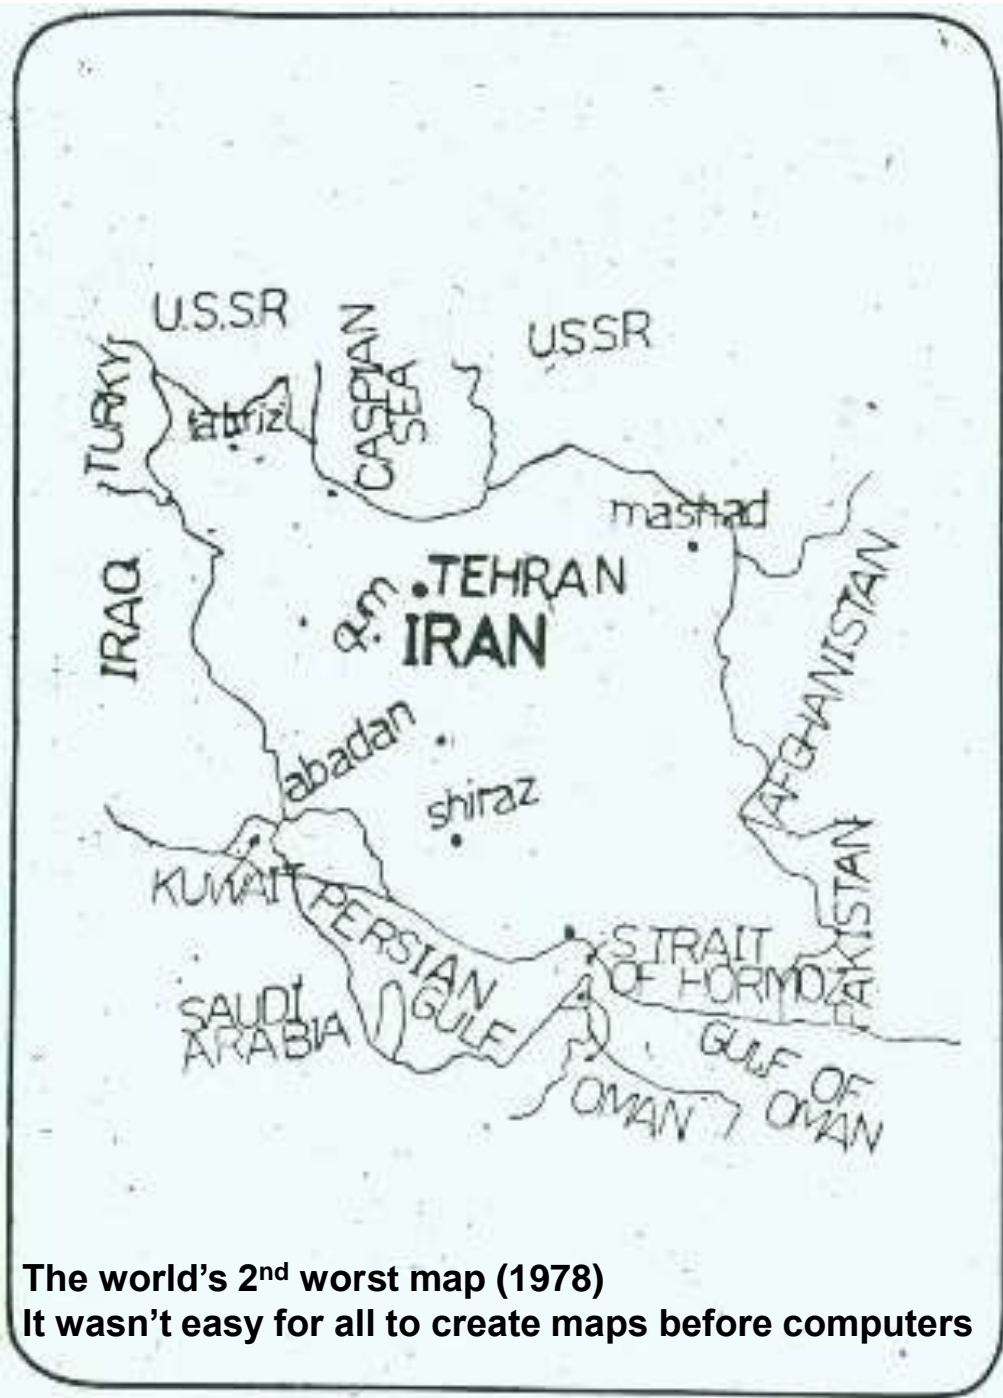 U.S.S.R
USSR
CASPIAN
SEA
TURKY
tabriz
mashad
IRAQ
TEHRAN
qum
IRAN
AFGHANISTAN
abadan
shiraz
KUWAIT
PERSIAN
GULF
PAKISTAN
STRAIT
OF HORMOZ
SAUDI
ARABIA
GULF OF
OMAN
OMAN
The world’s 2nd worst map (1978)
It wasn’t easy for all to create maps before computers